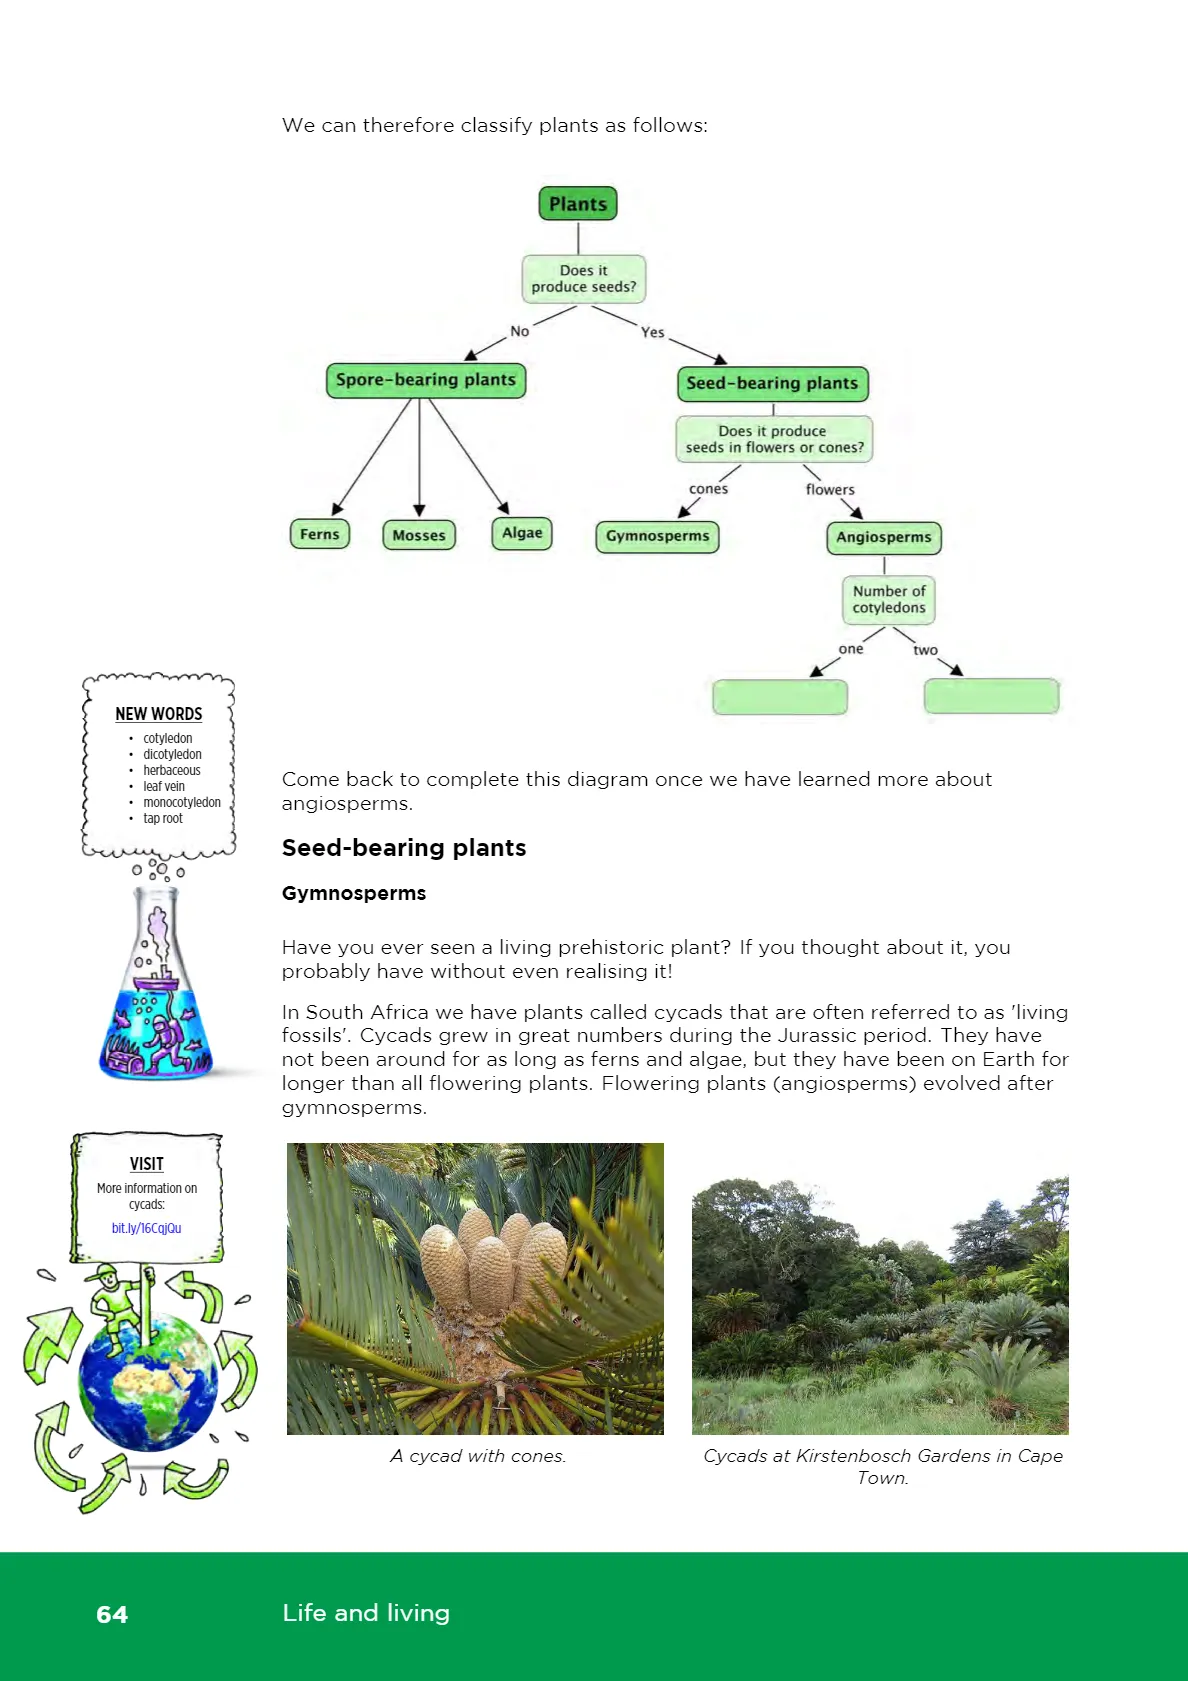 We can therefore classify plants as follows:
Plants
Does it
produce seeds?
No
Yes
Spore-bearing plants
Seed-bearing plants
Does it produce
seeds in flowers or cones?
cones
flowers
Ferns
Mosses
Algae
Gymnosperms
Angiosperms
Number of
cotyledons
one
two
NEW WORDS
• cotyledon
• dicotyledon
• herbaceous
• leaf vein
• monocotyledon
• tap root
Come back to complete this diagram once we have learned more about
angiosperms.
Seed-bearing plants
Gymnosperms
Have you ever seen a living prehistoric plant? If you thought about it, you
probably have without even realising it!
In South Africa we have plants called cycads that are often referred to as 'living
fossils'. Cycads grew in great numbers during the Jurassic period. They have
not been around for as long as ferns and algae, but they have been on Earth for
longer than all flowering plants. Flowering plants (angiosperms) evolved after
gymnosperms.
VISIT
More information on
cycads:
bit.ly/16CqjQu
A cycad with cones.
Cycads at Kirstenbosch Gardens in Cape
Town.
64
Life and living